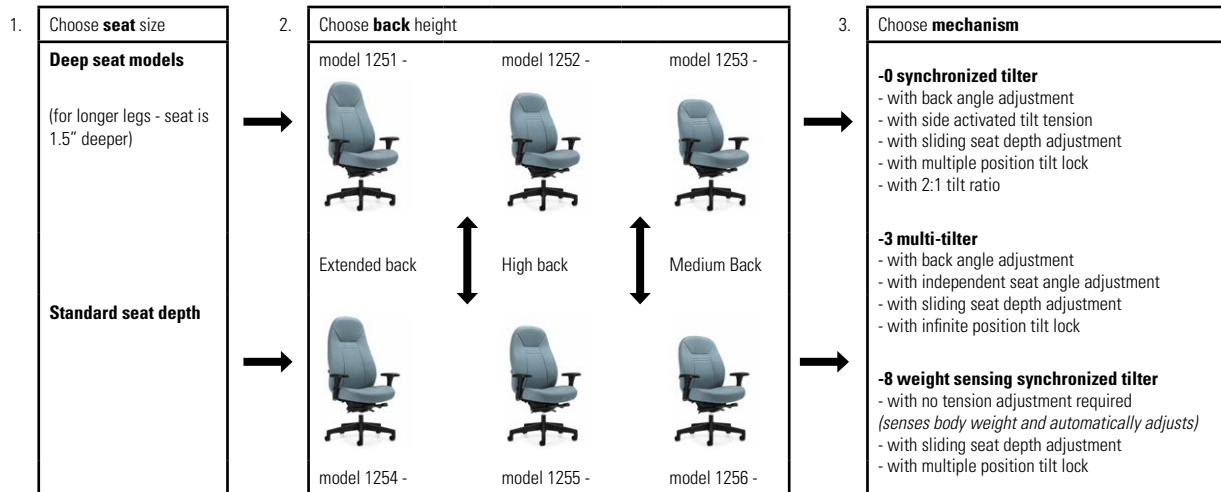 1.
Choose seat size
Deep seat models
(for longer legs - seat is
1.5” deeper)
Standard seat depth
2.
Choose back height
model 1251 -
model 1252 -
model 1253 -
Extended back
High back
Medium Back
model 1254 -
model 1255 -
model 1256 -
3.
Choose mechanism
-0 synchronized tilter
- with back angle adjustment
- with side activated tilt tension
- with sliding seat depth adjustment
- with multiple position tilt lock
- with 2:1 tilt ratio
-3 multi-tilter
- with back angle adjustment
- with independent seat angle adjustment
- with sliding seat depth adjustment
- with infinite position tilt lock
-8 weight sensing synchronized tilter
- with no tension adjustment required
(senses body weight and automatically adjusts)
- with sliding seat depth adjustment
- with multiple position tilt lock